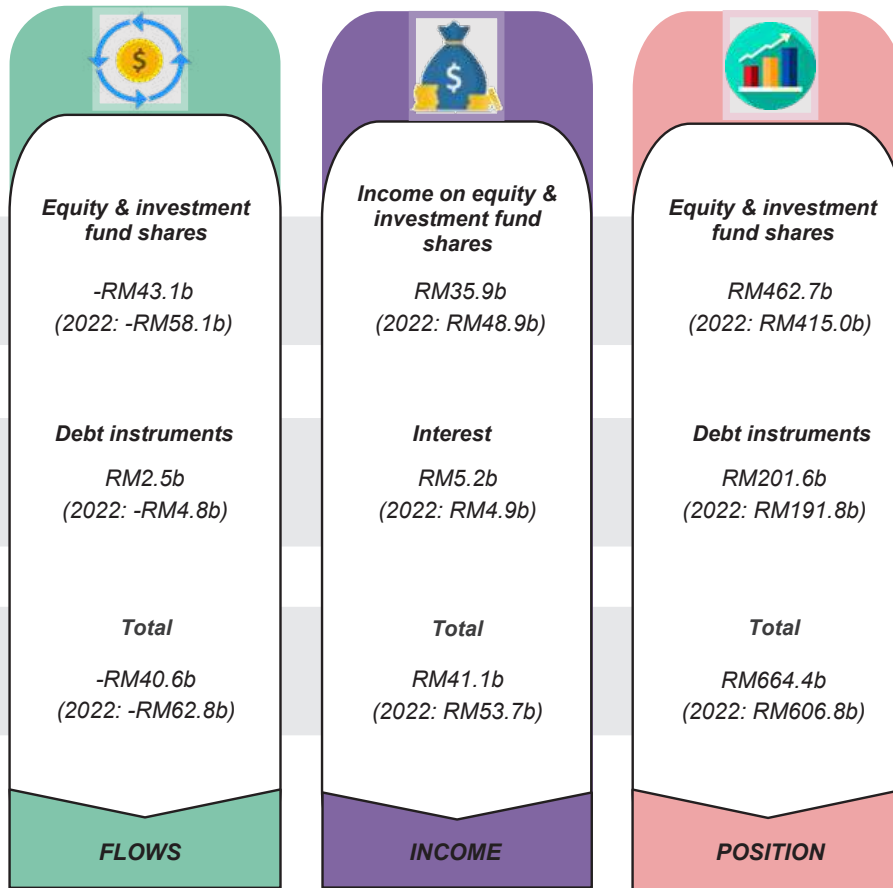 $
Equity & investment
fund shares
-RM43.1b
(2022: -RM58.1b)
Debt instruments
RM2.5b
(2022: -RM4.8b)
Total
-RM40.6b
(2022: -RM62.8b)
FLOWS
$
Income on equity &
investment fund
shares
RM35.9b
(2022: RM48.9b)
Interest
RM5.2b
(2022: RM4.9b)
Total
RM41.1b
(2022: RM53.7b)
INCOME
Equity & investment
fund shares
RM462.7b
(2022: RM415.0b)
Debt instruments
RM201.6b
(2022: RM191.8b)
Total
RM664.4b
(2022: RM606.8b)
POSITION